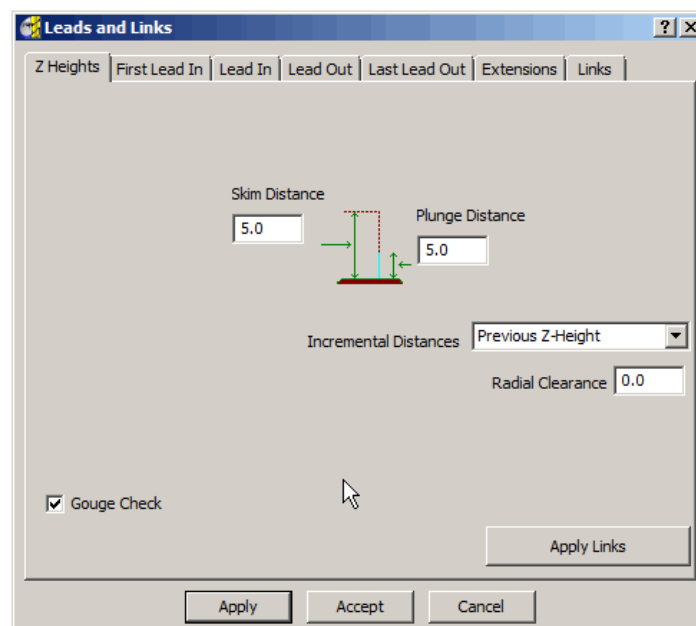 Leads and Links
Z Heights First Lead In Lead In Lead Out Last Lead Out Extensions Links
Skim Distance
5.0
Plunge Distance
5.0
Incremental Distances Previous Z-Height
Radial Clearance 0.0
Gouge Check
Apply Links
Apply Accept Cancel